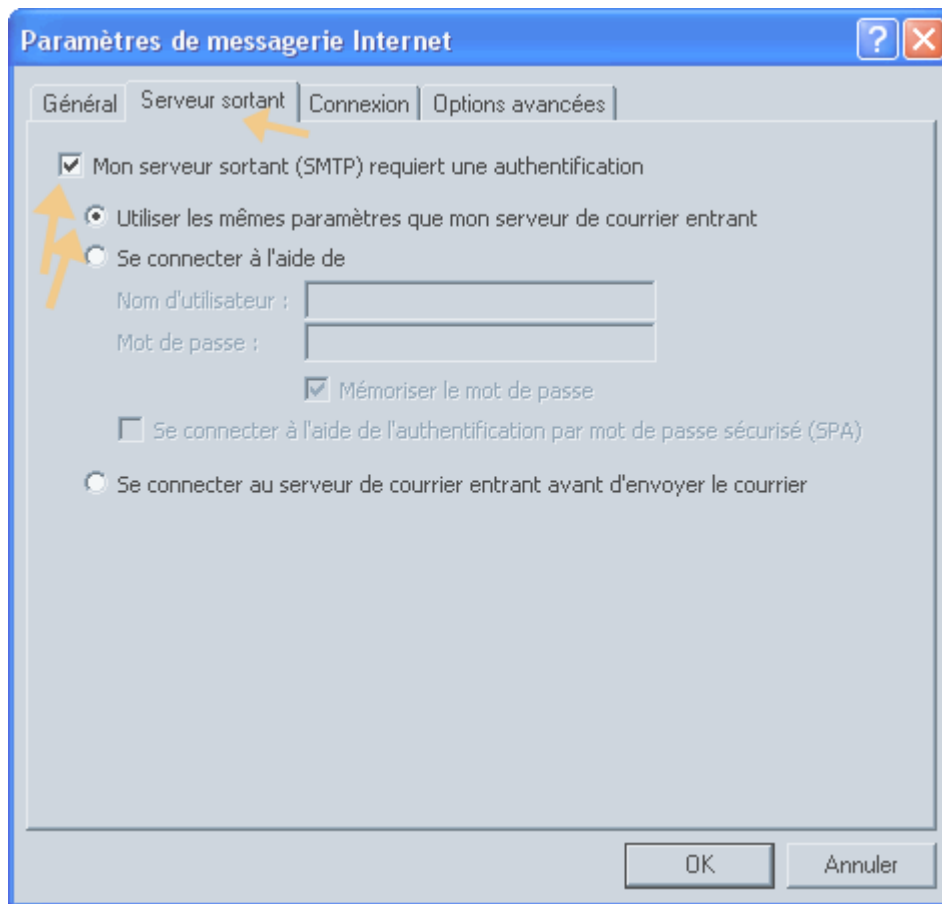 Paramètres de messagerie Internet
Général Serveur sortant Connexion Options avancées
Mon serveur sortant (SMTP) requiert une authentification
Utiliser les mêmes paramètres que mon serveur de courrier entrant
Se connecter à l'aide de
Nom d'utilisateur :
Mot de passe :
Mémoriser le mot de passe
Se connecter à l'aide de l'authentification par mot de passe sécurisé (SPA)
Se connecter au serveur de courrier entrant avant d'envoyer le courrier
OK Annuler